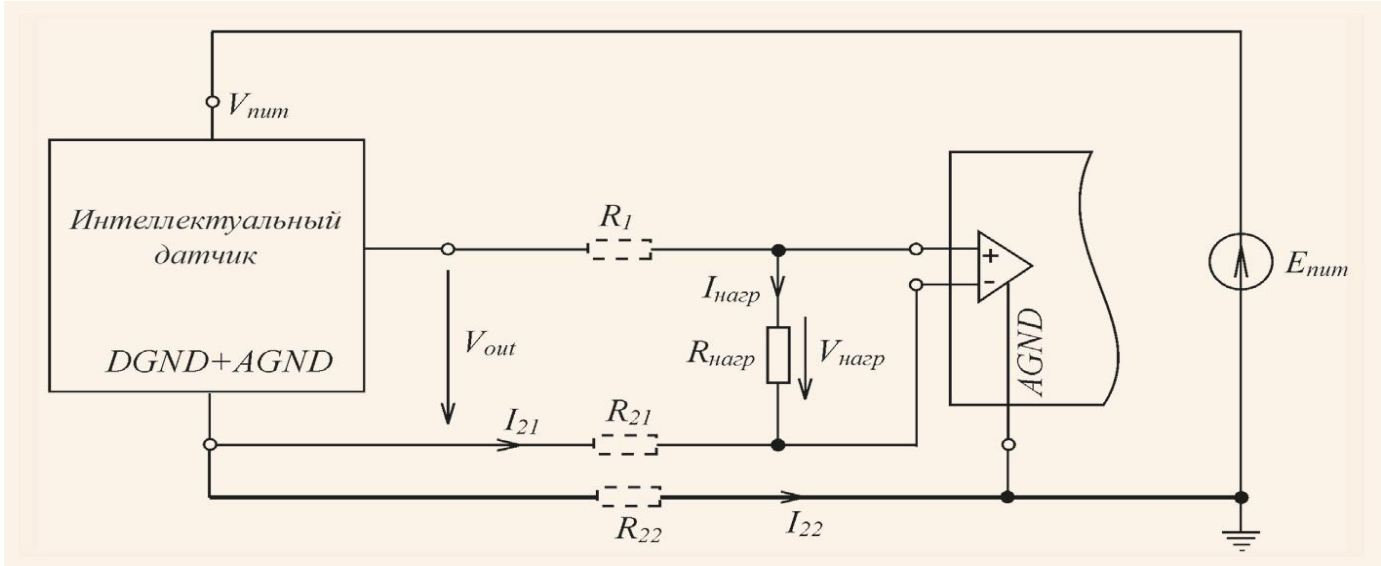 Vпит
Интеллектуальный
датчик
DGND+AGND
Vout
R1
Iнагр
Rнагр
Vнагр
+
-
AGND
Eпит
I21
R21
R22
I22